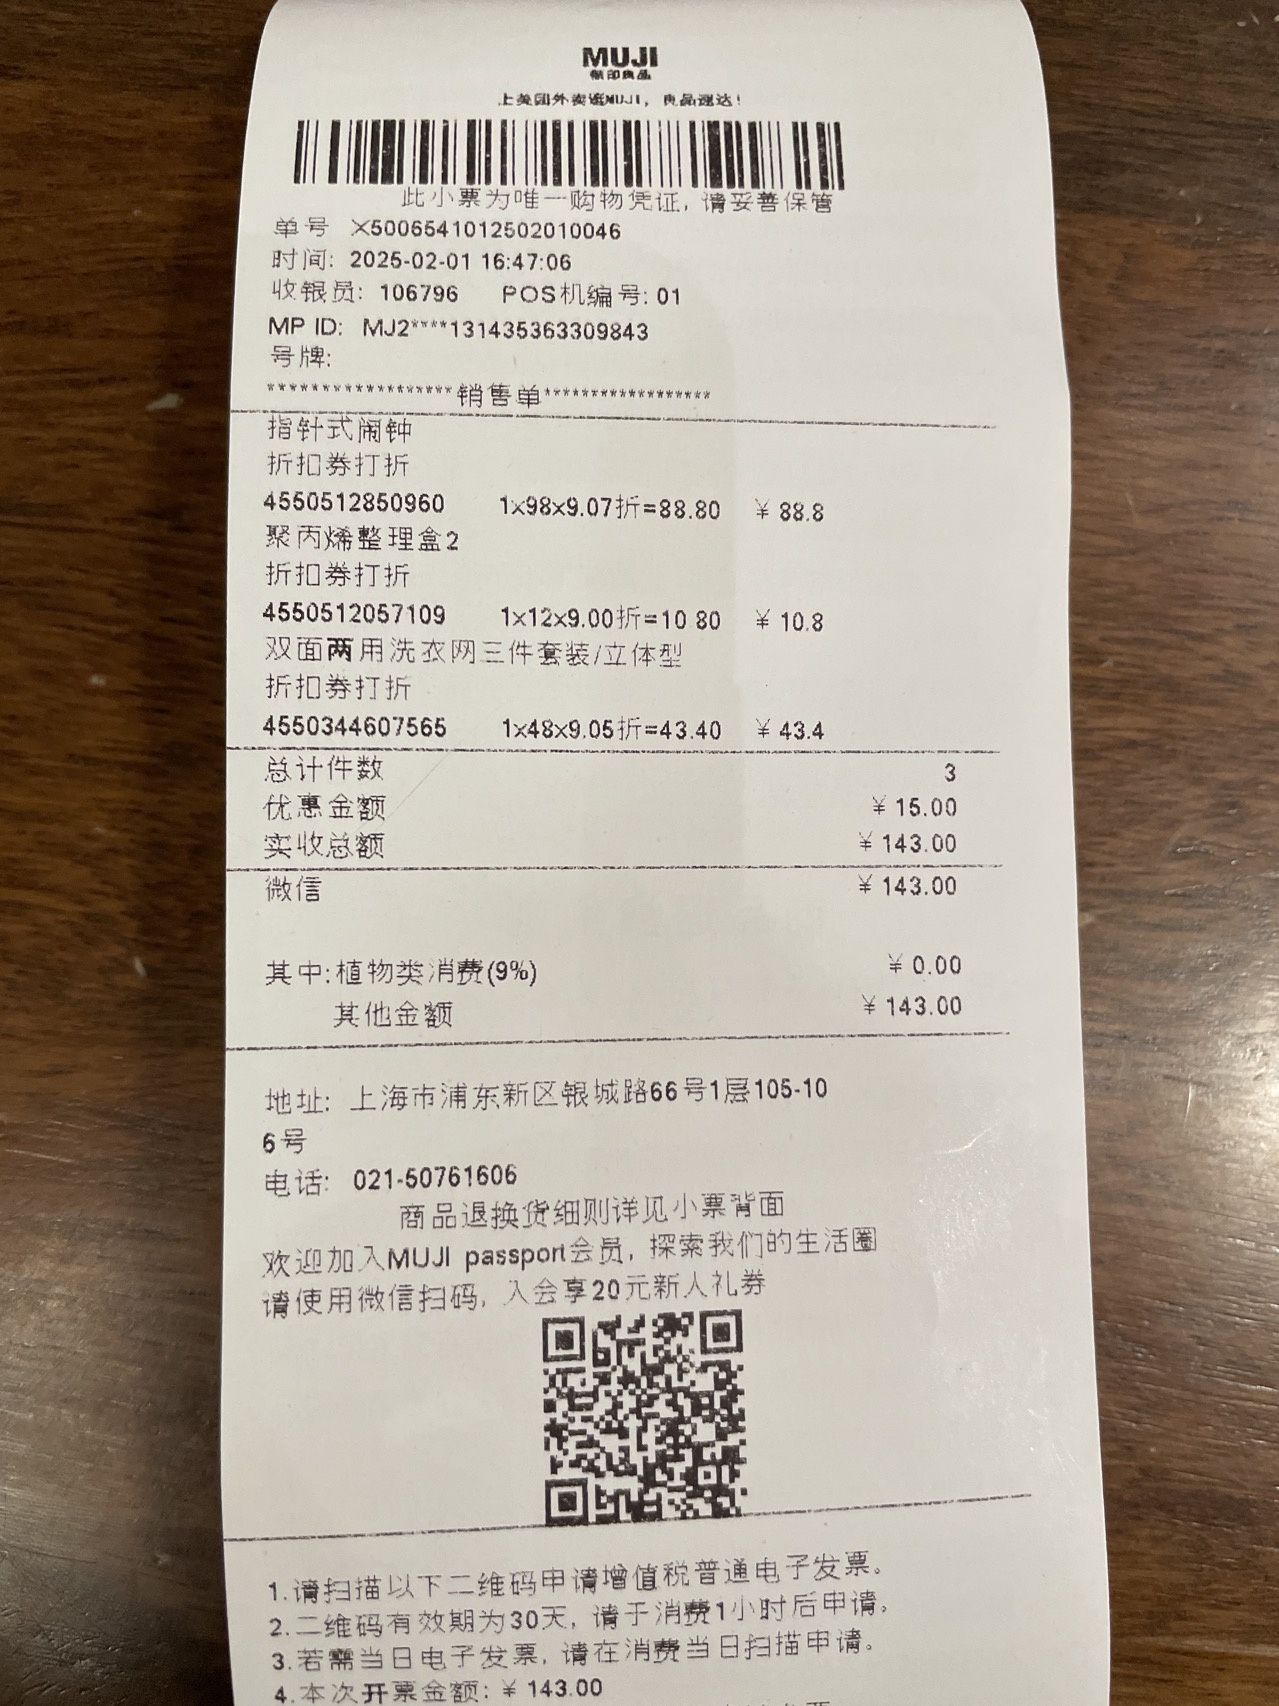 MUJI
無印良品
上美团外卖逛MUJI，良品速达！
此小票为唯一购物凭证，请妥善保管
单号 X5006541012502010046
时间: 2025-02-01 16:47:06
收银员: 106796 POS机编号: 01
MP ID: MJ2****131435363309843
号牌:
********************销售单******************
指针式闹钟
折扣券打折
4550512850960 1x98x9.07折=88.80 ¥ 88.8
聚丙烯整理盒2
折扣券打折
4550512057109 1x12x9.00折=10.80 ¥ 10.8
双面两用洗衣网三件套装/立体型
折扣券打折
4550344607565 1x48x9.05折=43.40 ¥ 43.4
总计件数 3
优惠金额 ¥ 15.00
实收总额 ¥ 143.00
微信 ¥ 143.00
其中:植物类消费(9%) ¥ 0.00
其他金额 ¥ 143.00
地址: 上海市浦东新区银城路66号1层105-10
6号
电话: 021-50761606
商品退换货细则详见小票背面
欢迎加入MUJI passport会员, 探索我们的生活圈
请使用微信扫码, 入会享20元新人礼券
1.请扫描以下二维码申请增值税普通电子发票。
2.二维码有效期为30天, 请于消费1小时后申请。
3.若需当日电子发票, 请在消费当日扫描申请。
4.本次开票金额: ¥ 143.00